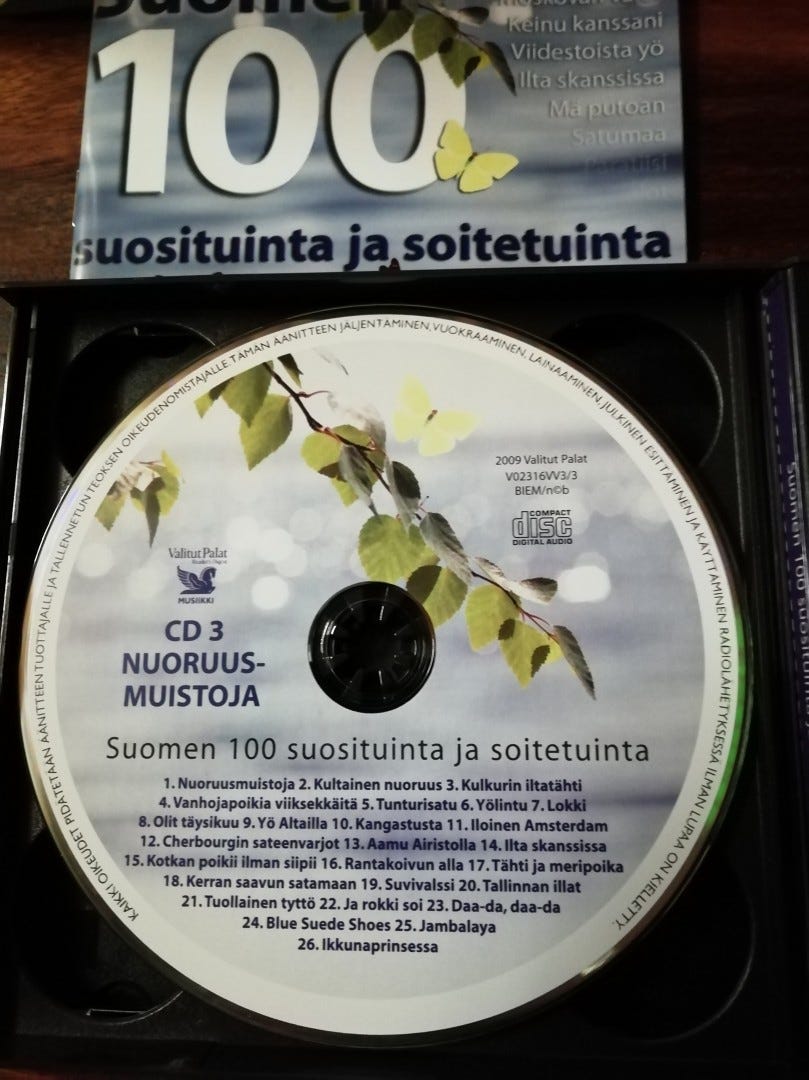 Suomen
Keinu kanssani
Viidestoista yö
Ilta skanssissa
Mä putoan
Satumaa
100
suosituinta ja soitetuinta
KAIKKI OIKEUDET PIDÄTETÄÄN ÄÄNITTEEN TUOTTAJALLE JA TALLENNETUN TEOKSEN OIKEUDENOMISTAJALLE. TÄMÄN ÄÄNITTEEN JÄLJENTÄMINEN, VUOKRAAMINEN, LAINAAMINEN, JULKINEN ESITTÄMINEN JA KÄYTTÄMINEN RADIOLÄHETYKSESSÄ ILMAN LUPAA ON KIELLETTY.
2009 Valitut Palat
V02316VV3/3
BIEM/n©b
COMPACT
disc
DIGITAL AUDIO
Valitut Palat
Reader's Digest
MUSIIKKI
CD 3
NUORUUS-
MUISTOJA
Suomen 100 suosituinta ja soitetuinta
1. Nuoruusmuistoja 2. Kultainen nuoruus 3. Kulkurin iltatähti
4. Vanhojapoikia viiksekkäitä 5. Tunturisatu 6. Yölintu 7. Lokki
8. Olit täysikuu 9. Yö Altailla 10. Kangastusta 11. Iloinen Amsterdam
12. Cherbourgin sateenvarjot 13. Aamu Airistolla 14. Ilta skanssissa
15. Kotkan poikii ilman siipii 16. Rantakoivun alla 17. Tähti ja meripoika
18. Kerran saavun satamaan 19. Suvivalssi 20. Tallinnan illat
21. Tuollainen tyttö 22. Ja rokki soi 23. Daa-da, daa-da
24. Blue Suede Shoes 25. Jambalaya
26. Ikkunaprinsessa
Suomen 100 suosituinta